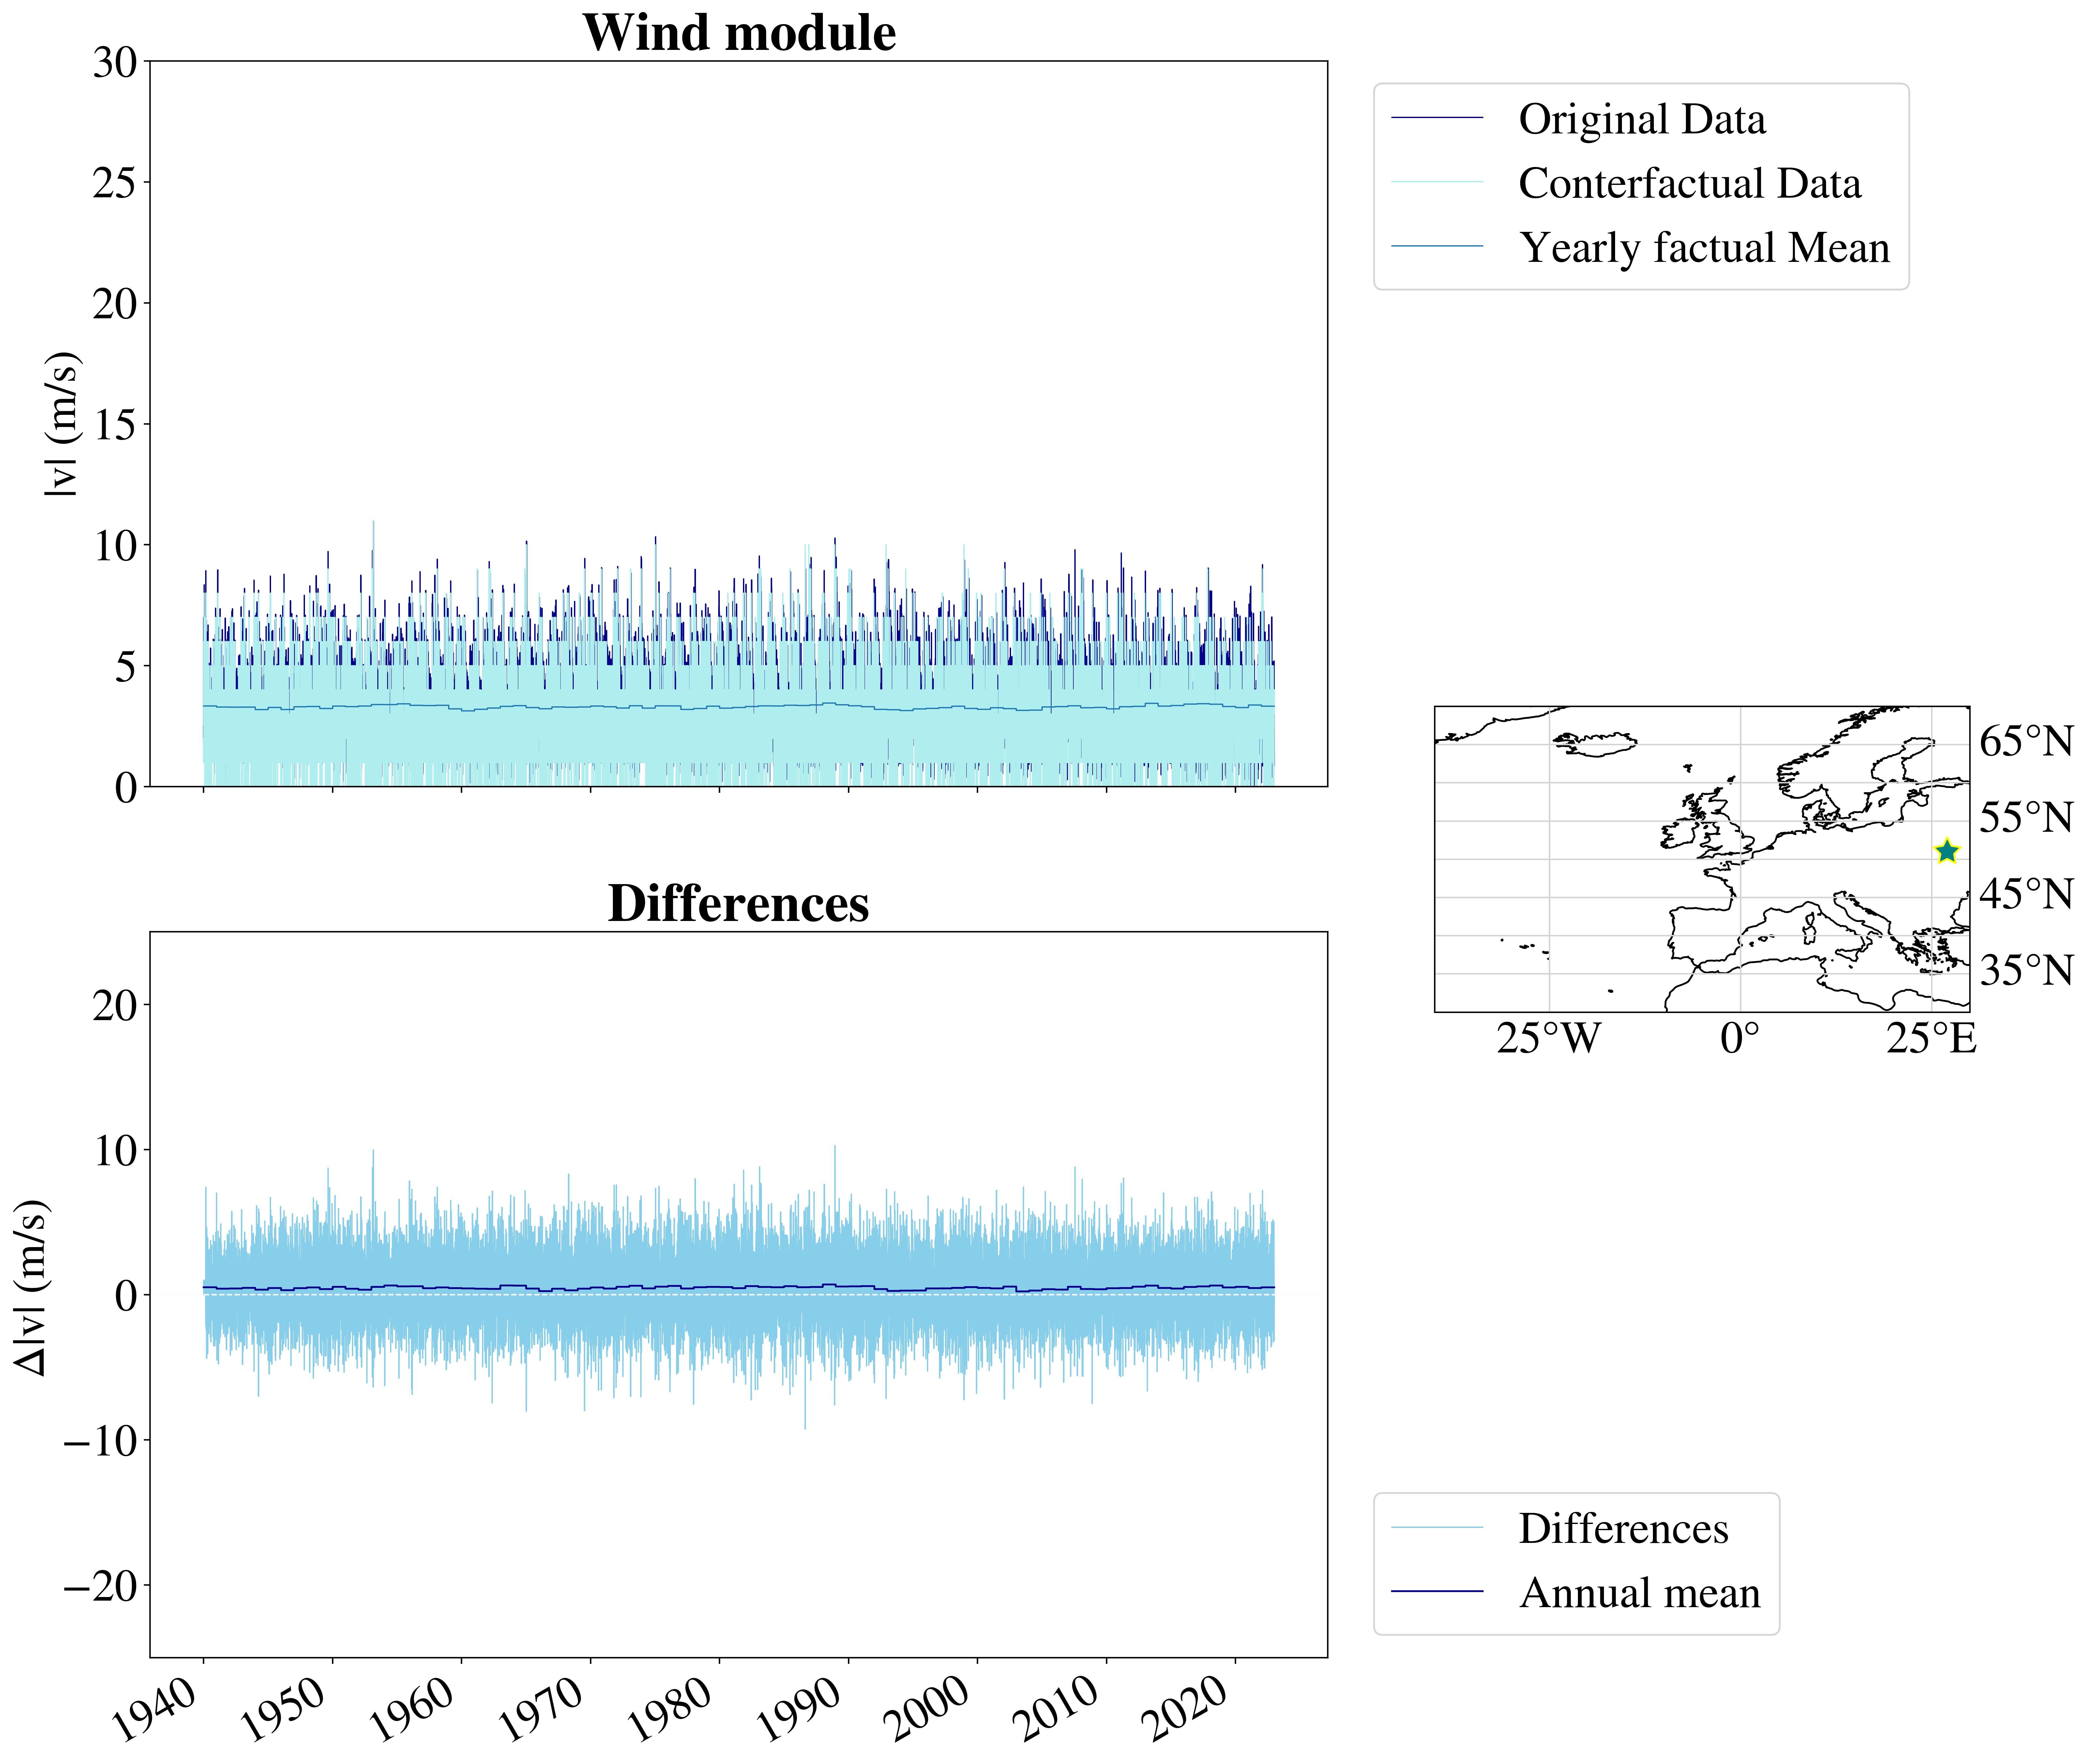 Wind module
30
25
20
15
10
5
0
|v| (m/s)
Original Data
Conterfactual Data
Yearly factual Mean
65°N
55°N
45°N
35°N
25°W 0° 25°E
Differences
20
10
0
−10
−20
Δ|v| (m/s)
1940 1950 1960 1970 1980 1990 2000 2010 2020
Differences
Annual mean